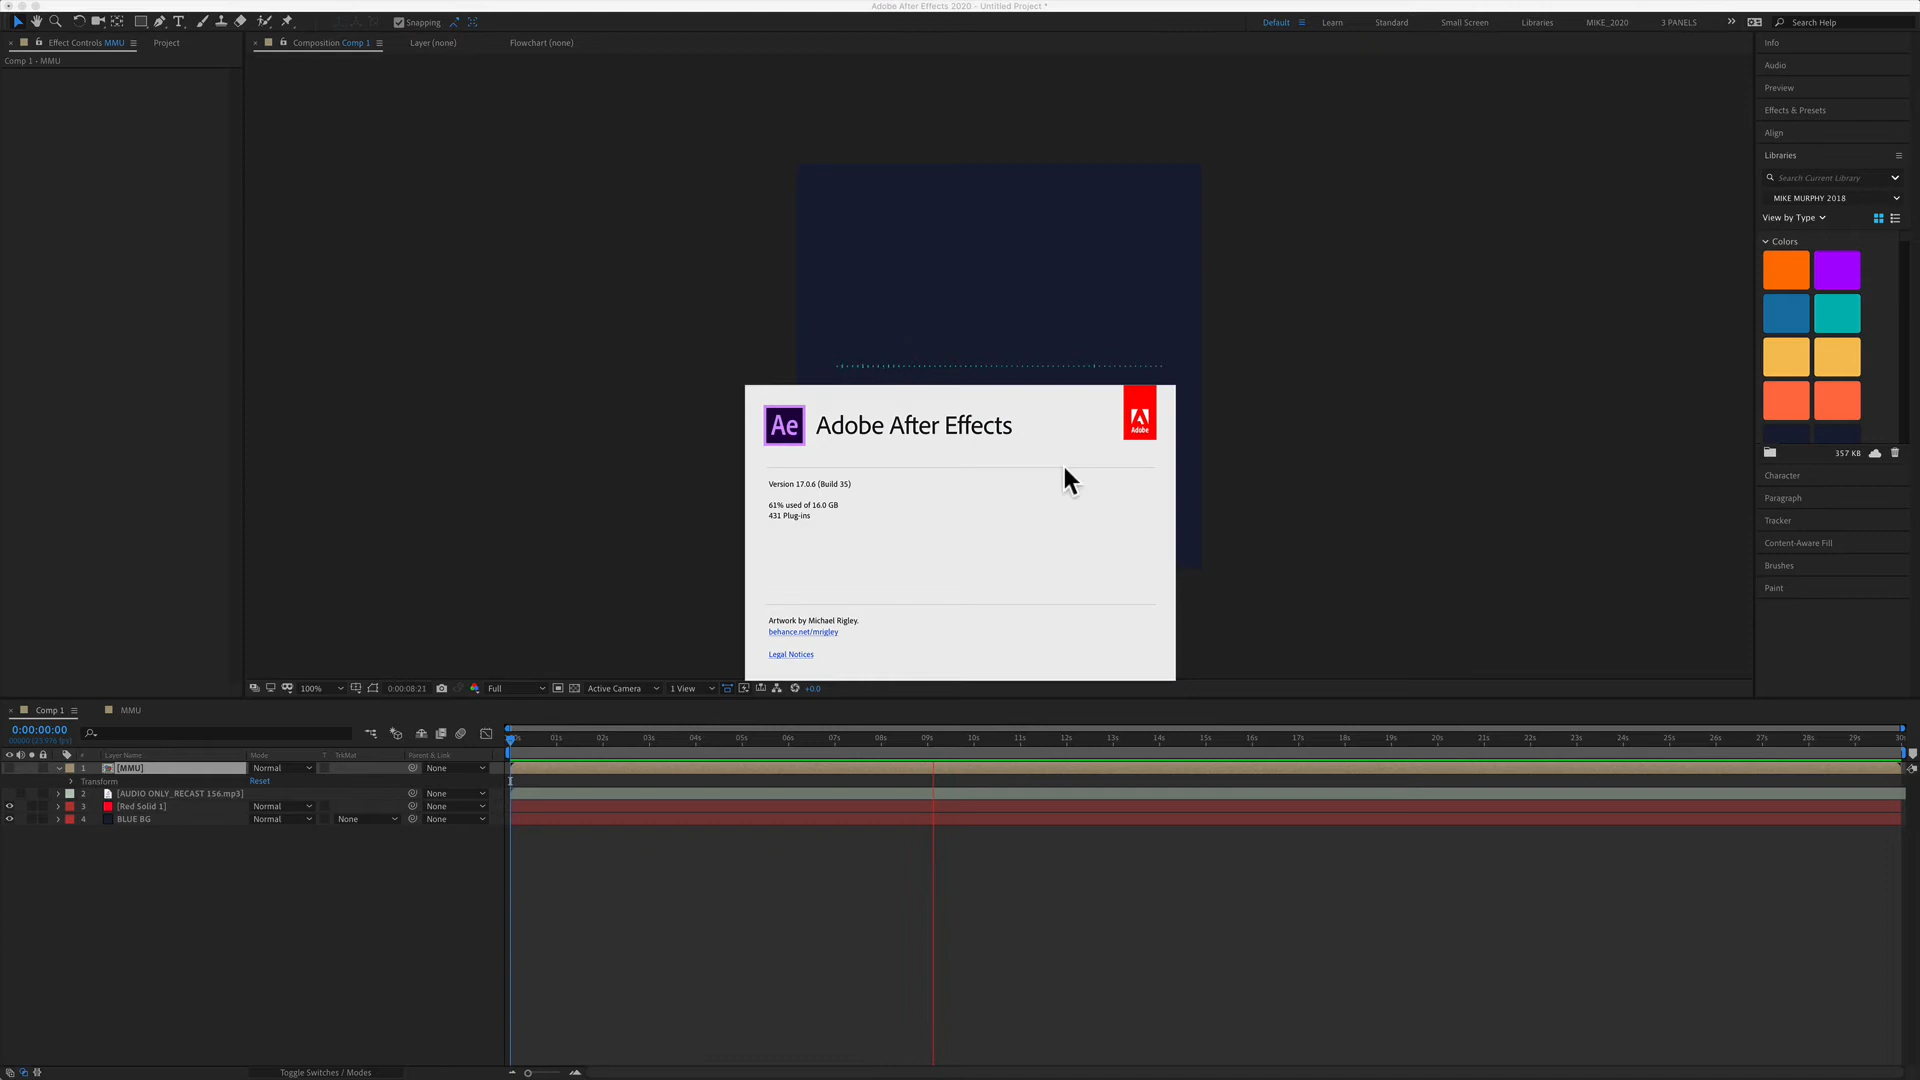 Adobe After Effects 2020 - Untitled Project *
Snapping
Default
Learn
Standard
Small Screen
Libraries
MIKE_2020
3 PANELS
Search Help
Effect Controls MMU
Project
Composition Comp 1
Layer (none)
Flowchart (none)
Comp 1 • MMU
Info
Audio
Preview
Effects & Presets
Align
Libraries
Search Current Library
MIKE MURPHY 2018
View by Type
Colors
357 KB
Character
Paragraph
Tracker
Content-Aware Fill
Brushes
Paint
Ae Adobe After Effects
Adobe
Version 17.0.6 (Build 35)
61% used of 16.0 GB
431 Plug-ins
Artwork by Michael Rigley.
behance.net/mrigley
Legal Notices
100%
0:00:08:21
Full
Active Camera
1 View
+0.0
Comp 1
MMU
0:00:00:00
00000 (23.976 fps)
01s 02s 03s 04s 05s 06s 07s 08s 09s 10s 11s 12s 13s 14s 15s 16s 17s 18s 19s 20s 21s 22s 23s 24s 25s 26s 27s 28s 29s
# Layer Name Mode T TrkMat Parent & Link
1 [MMU] Normal None
Transform Reset
2 [AUDIO ONLY_RECAST 156.mp3] None
3 [Red Solid 1] Normal None
4 BLUE BG Normal None None
Toggle Switches / Modes